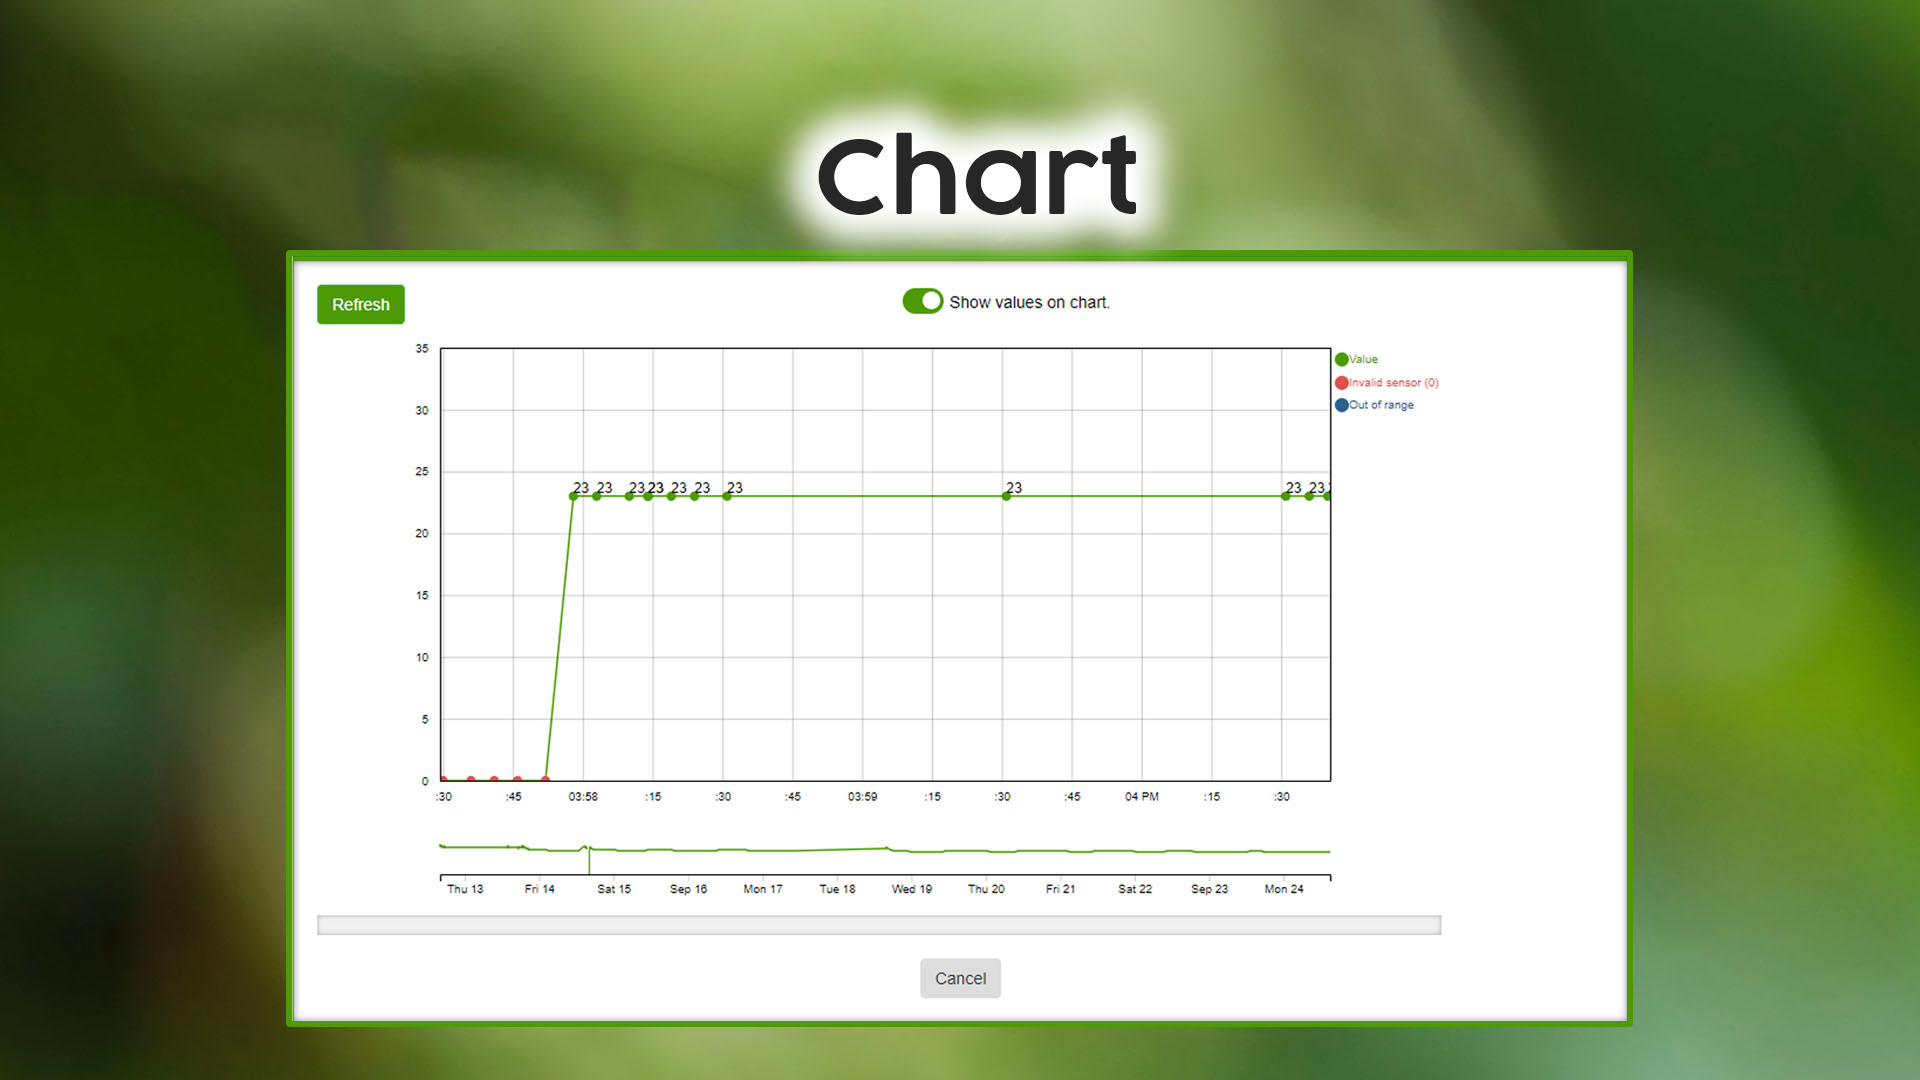 Chart
Refresh
Show values on chart.
35
30
25
20
15
10
5
0
Value
Invalid sensor (0)
Out of range
23 23 23 23 23 23 23 23 23 23
:30 :45 03:58 :15 :30 :45 03:59 :15 :30 :45 04 PM :15 :30
Thu 13 Fri 14 Sat 15 Sep 16 Mon 17 Tue 18 Wed 19 Thu 20 Fri 21 Sat 22 Sep 23 Mon 24
Cancel